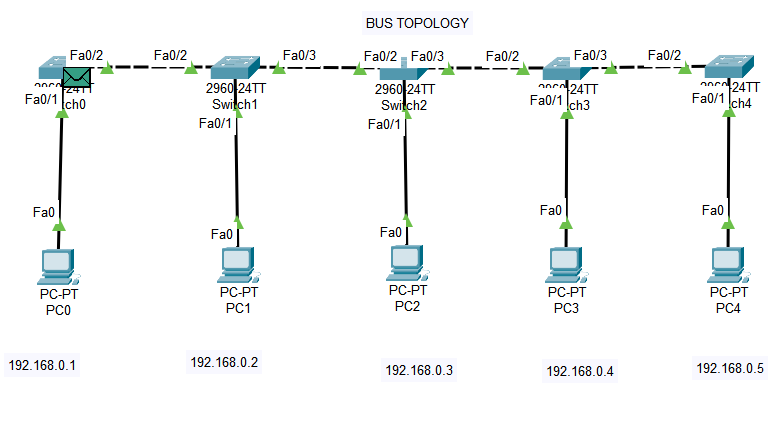 BUS TOPOLOGY
Fa0/2 Fa0/2 Fa0/3 Fa0/2 Fa0/3 Fa0/2 Fa0/3 Fa0/2
24TT 2960-24TT 2960-24TT 24TT 24TT
Switch1 Switch2
Fa0/1 Fa0/1 Fa0/1 Fa0/1 Fa0/1
Fa0 Fa0 Fa0 Fa0 Fa0
PC-PT PC-PT PC-PT PC-PT PC-PT
PC0 PC1 PC2 PC3 PC4
192.168.0.1 192.168.0.2 192.168.0.3 192.168.0.4 192.168.0.5